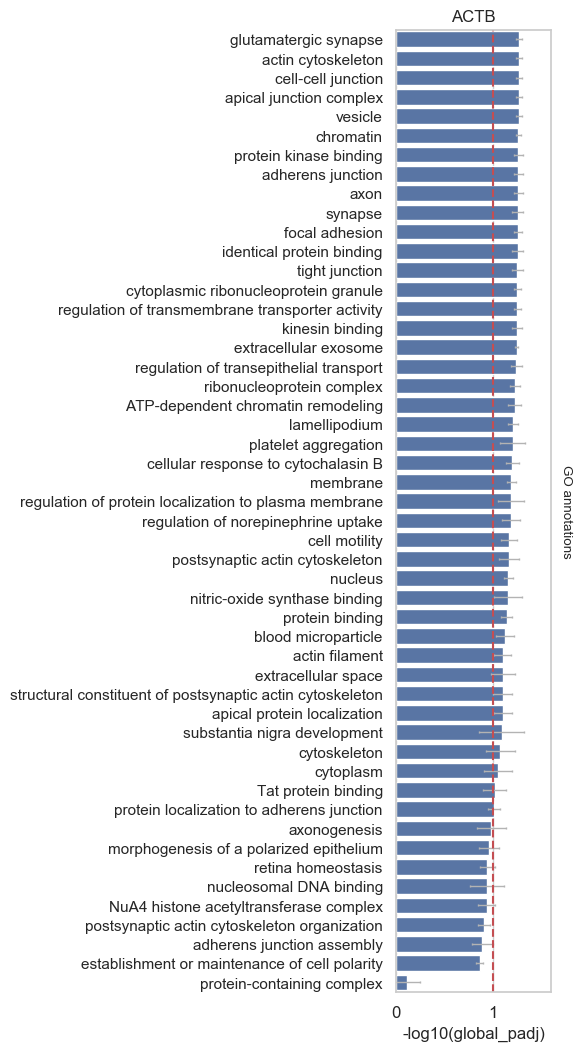 ACTB
glutamatergic synapse
actin cytoskeleton
cell-cell junction
apical junction complex
vesicle
chromatin
protein kinase binding
adherens junction
axon
synapse
focal adhesion
identical protein binding
tight junction
cytoplasmic ribonucleoprotein granule
regulation of transmembrane transporter activity
kinesin binding
extracellular exosome
regulation of transepithelial transport
ribonucleoprotein complex
ATP-dependent chromatin remodeling
lamellipodium
platelet aggregation
cellular response to cytochalasin B
membrane
regulation of protein localization to plasma membrane
regulation of norepinephrine uptake
cell motility
postsynaptic actin cytoskeleton
nucleus
nitric-oxide synthase binding
protein binding
blood microparticle
actin filament
extracellular space
structural constituent of postsynaptic actin cytoskeleton
apical protein localization
substantia nigra development
cytoskeleton
cytoplasm
Tat protein binding
protein localization to adherens junction
axonogenesis
morphogenesis of a polarized epithelium
retina homeostasis
nucleosomal DNA binding
NuA4 histone acetyltransferase complex
postsynaptic actin cytoskeleton organization
adherens junction assembly
establishment or maintenance of cell polarity
protein-containing complex
GO annotations
0 1
-log10(global_padj)